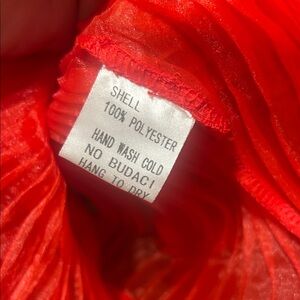 SHELL
100% POLYESTER
HAND WASH COLD
NO BUDACI
HANG TO DRY